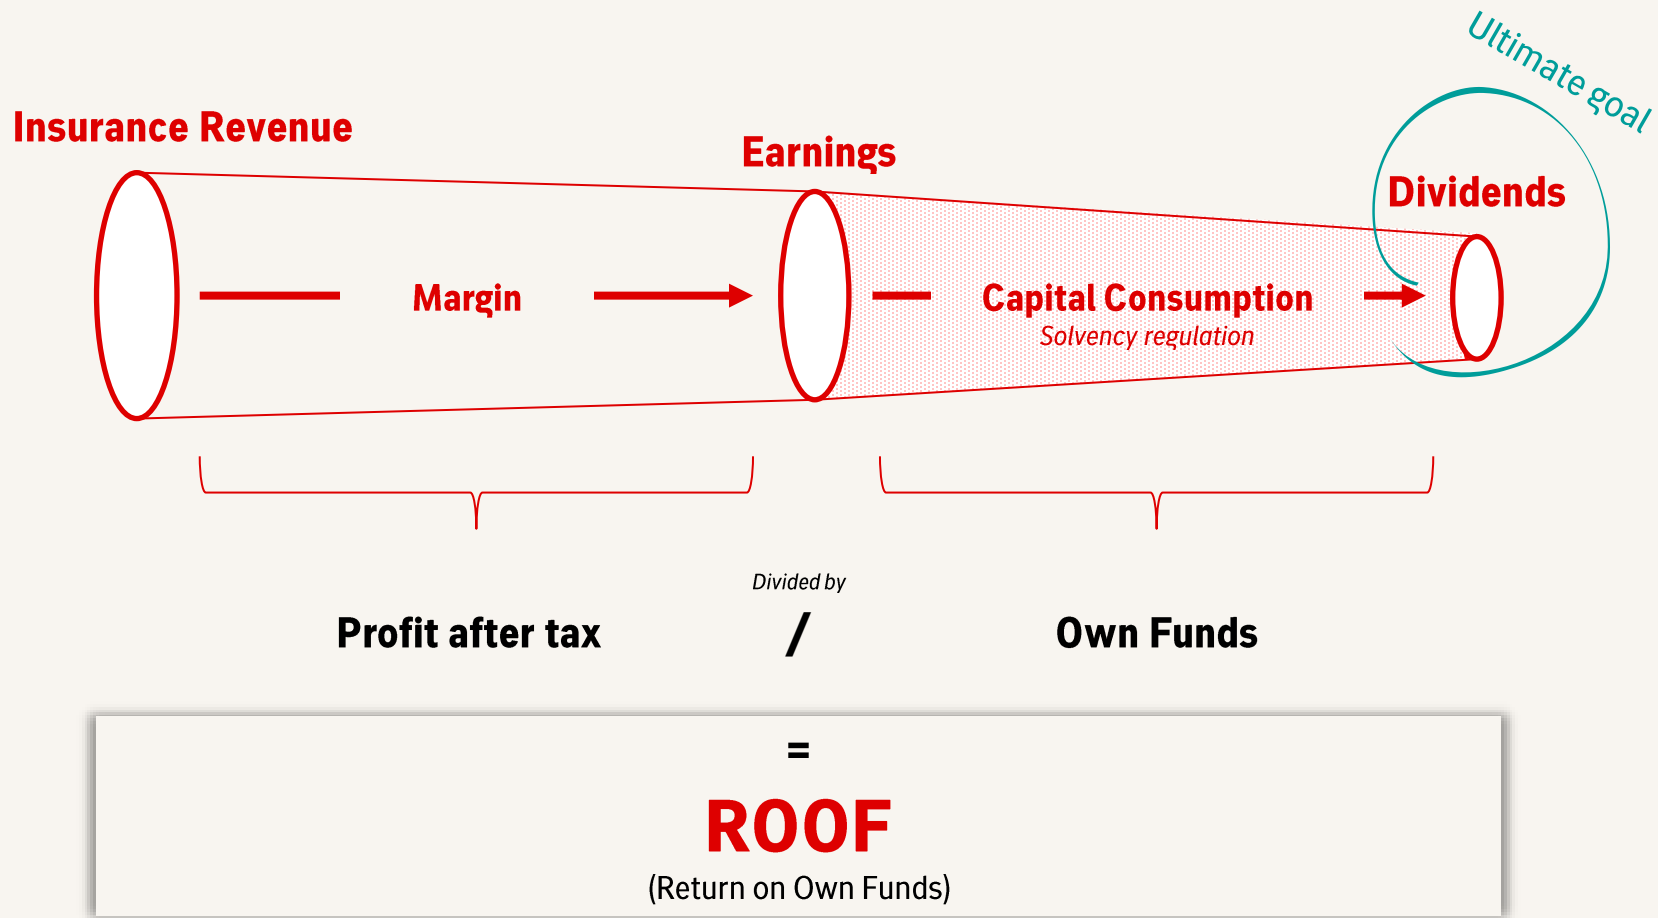 Ultimate goal
Insurance Revenue
Earnings
Dividends
Margin
Capital Consumption
Solvency regulation
Divided by
Profit after tax / Own Funds
=
ROOF
(Return on Own Funds)